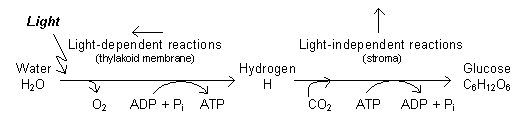 Light
Light-dependent reactions
(thylakoid membrane)
Light-independent reactions
(stroma)
Water
H₂O
Hydrogen
H
Glucose
C₆H₁₂O₆
O₂
ADP + Pᵢ
ATP
CO₂
ATP
ADP + Pᵢ